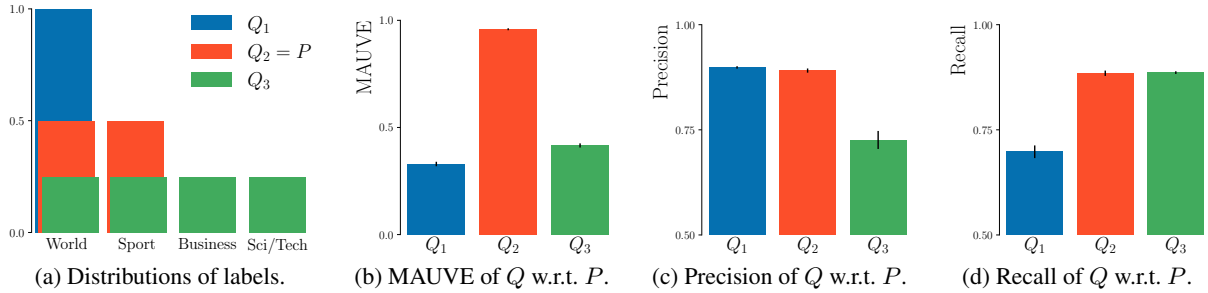 1.0
0.5
0.0
Q1
Q2 = P
Q3
World Sport Business Sci/Tech
(a) Distributions of labels.
MAUVE
1.0
0.5
0.0
Q1 Q2 Q3
(b) MAUVE of Q w.r.t. P.
Precision
1.00
0.75
0.50
Q1 Q2 Q3
(c) Precision of Q w.r.t. P.
Recall
1.00
0.75
0.50
Q1 Q2 Q3
(d) Recall of Q w.r.t. P.